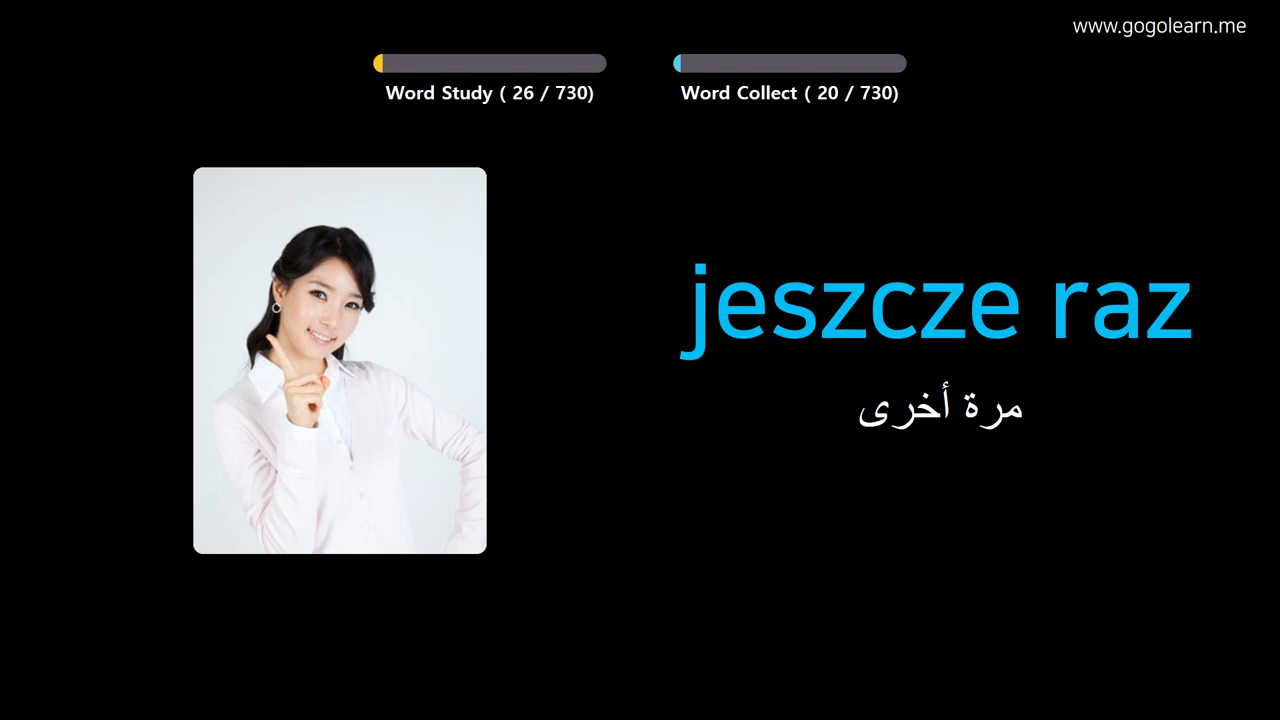 www.gogolearn.me
Word Study ( 26 / 730)
Word Collect ( 20 / 730)
jeszcze raz
مرة أخرى